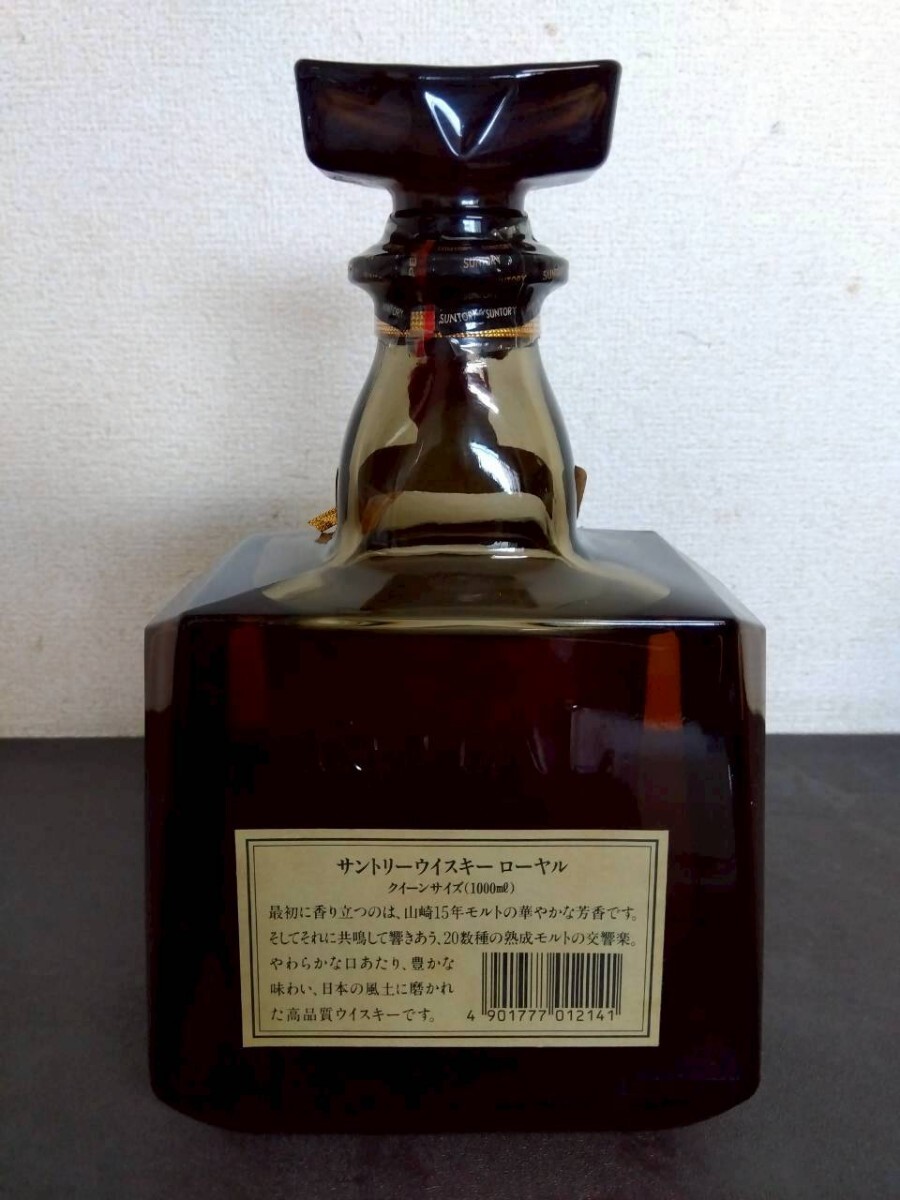 SUNTORY
SUNTORY SUNTORY
サントリーウイスキー ローヤル
クイーンサイズ(1000㎖)
最初に香り立つのは、山崎15年モルトの華やかな芳香です。
そしてそれに共鳴して響きあう、20数種の熟成モルトの交響楽。
やわらかな口あたり、豊かな
味わい、日本の風土に磨かれ
た高品質ウイスキーです。
4 901777 012141